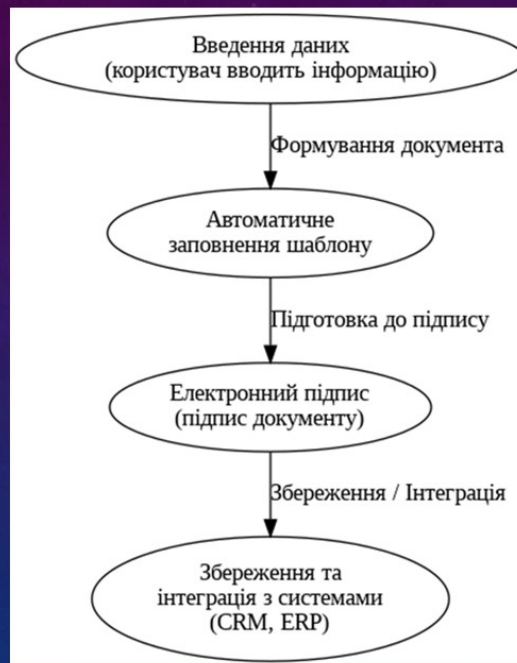 Введення даних
(користувач вводить інформацію)
Формування документа
Автоматичне
заповнення шаблону
Підготовка до підпису
Електронний підпис
(підпис документу)
Збереження / Інтеграція
Збереження та
інтеграція з системами
(CRM, ERP)